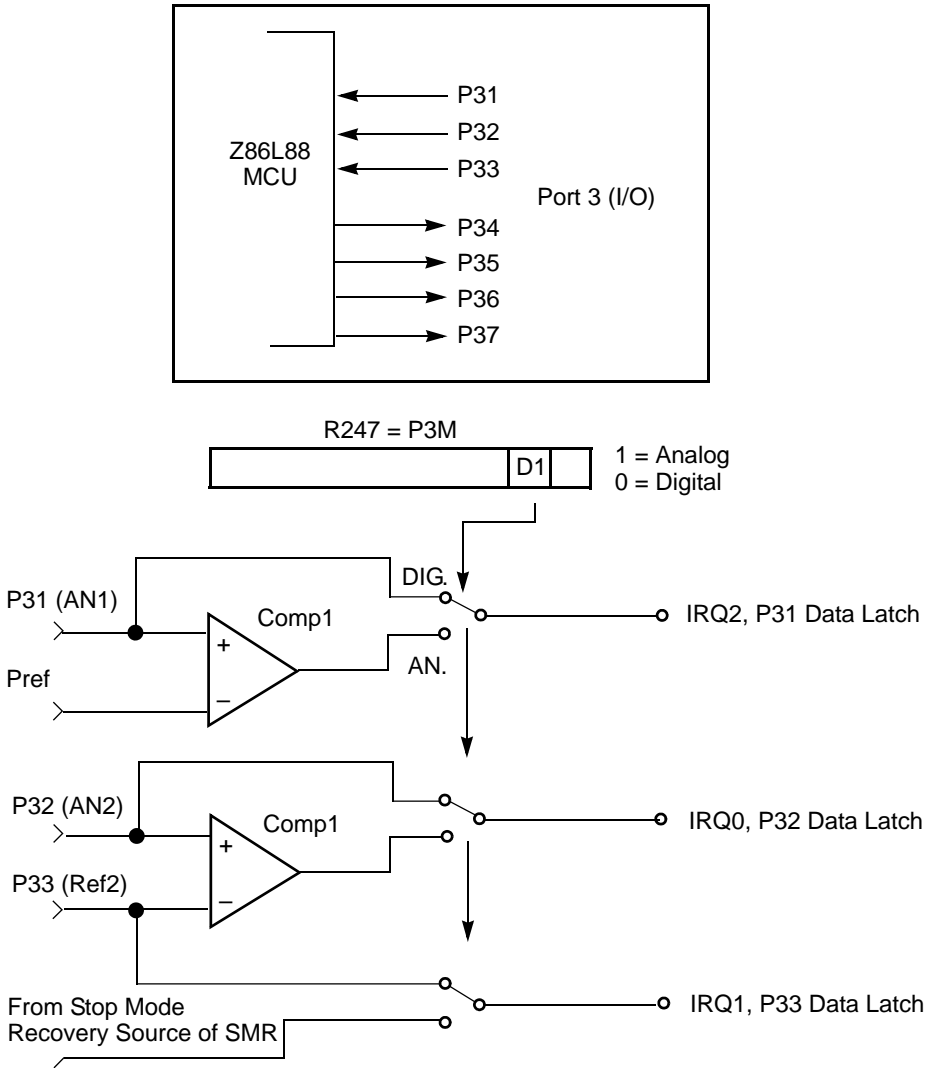 Z86L88
MCU
P31
P32
P33
Port 3 (I/O)
P34
P35
P36
P37
R247 = P3M
D1
1 = Analog
0 = Digital
DIG.
P31 (AN1)
Comp1
IRQ2, P31 Data Latch
+
AN.
Pref
–
P32 (AN2)
Comp1
IRQ0, P32 Data Latch
+
P33 (Ref2)
–
From Stop Mode
Recovery Source of SMR
IRQ1, P33 Data Latch